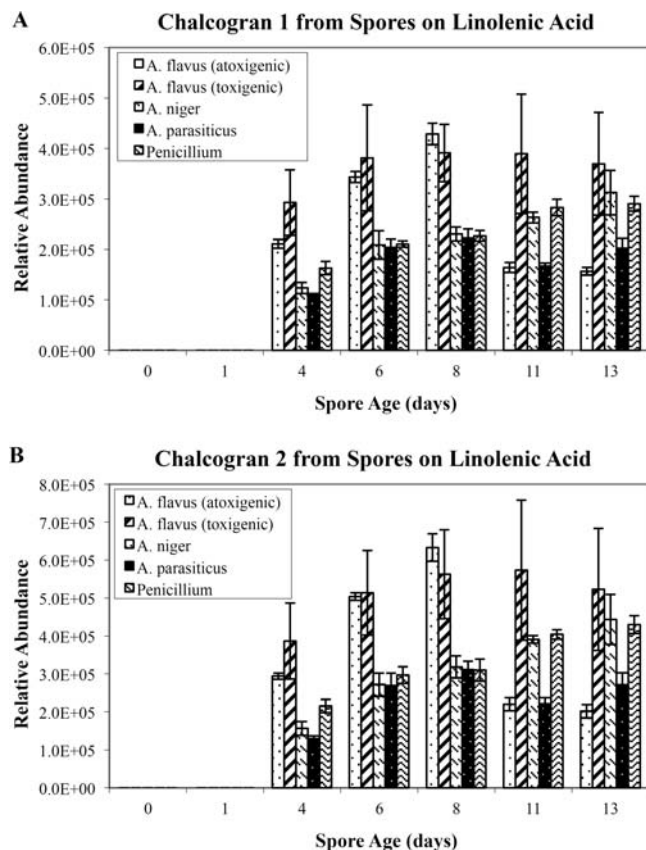 A
Chalcogran 1 from Spores on Linolenic Acid
6.0E+05
5.0E+05
4.0E+05
3.0E+05
2.0E+05
1.0E+05
0.0E+00
Relative Abundance
A. flavus (atoxigenic)
A. flavus (toxigenic)
A. niger
A. parasiticus
Penicillium
0 1 4 6 8 11 13
Spore Age (days)
B
Chalcogran 2 from Spores on Linolenic Acid
8.0E+05
7.0E+05
6.0E+05
5.0E+05
4.0E+05
3.0E+05
2.0E+05
1.0E+05
0.0E+00
Relative Abundance
A. flavus (atoxigenic)
A. flavus (toxigenic)
A. niger
A. parasiticus
Penicillium
0 1 4 6 8 11 13
Spore Age (days)